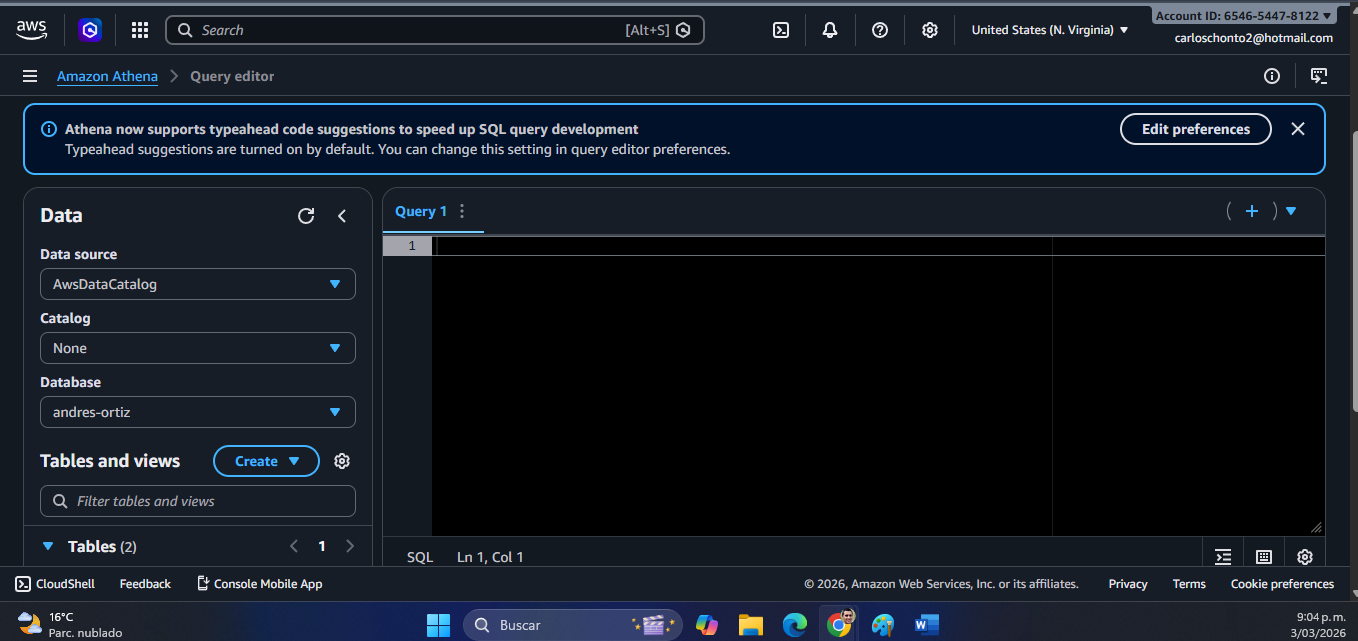 aws
Search
[Alt+S]
United States (N. Virginia)
Account ID: 6546-5447-8122
carloschonto2@hotmail.com
Amazon Athena
Query editor
Athena now supports typeahead code suggestions to speed up SQL query development
Typeahead suggestions are turned on by default. You can change this setting in query editor preferences.
Edit preferences
Data
Data source
AwsDataCatalog
Catalog
None
Database
andres-ortiz
Tables and views
Create
Filter tables and views
Tables (2)
1
Query 1
1
SQL
Ln 1, Col 1
CloudShell
Feedback
Console Mobile App
© 2026, Amazon Web Services, Inc. or its affiliates.
Privacy
Terms
Cookie preferences
16°C
Parc. nublado
Buscar
9:04 p. m.
3/03/2026